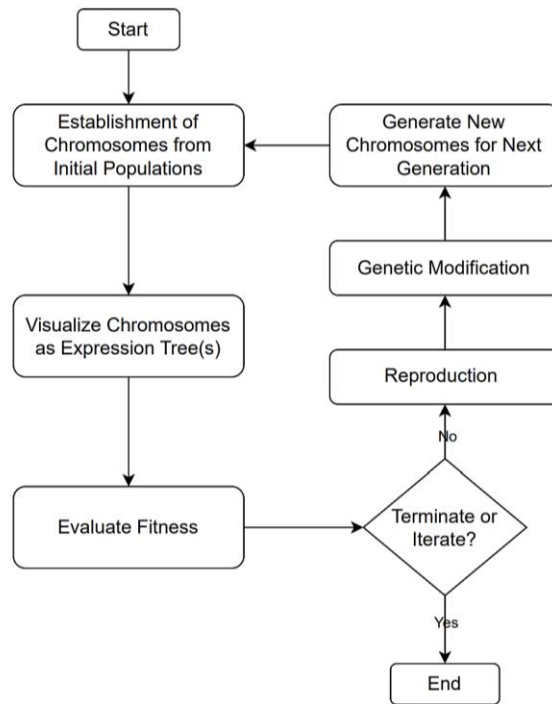 Start
Establishment of
Chromosomes from
Initial Populations
Generate New
Chromosomes for Next
Generation
Genetic Modification
Visualize Chromosomes
as Expression Tree(s)
Reproduction
No
Evaluate Fitness
Terminate or
Iterate?
Yes
End